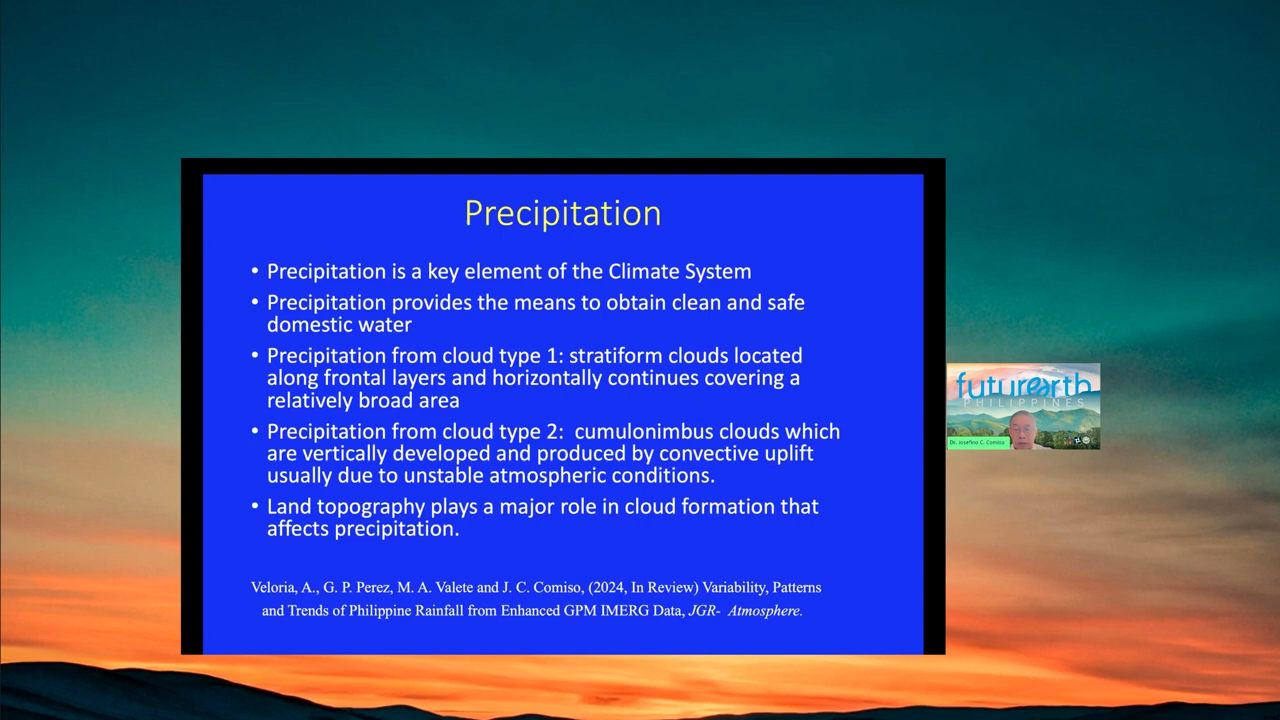 Precipitation
• Precipitation is a key element of the Climate System
• Precipitation provides the means to obtain clean and safe
domestic water
• Precipitation from cloud type 1: stratiform clouds located
along frontal layers and horizontally continues covering a
relatively broad area
• Precipitation from cloud type 2:  cumulonimbus clouds which
are vertically developed and produced by convective uplift
usually due to unstable atmospheric conditions.
• Land topography plays a major role in cloud formation that
affects precipitation.
Veloria, A., G. P. Perez, M. A. Valete and J. C. Comiso, (2024, In Review) Variability, Patterns
and Trends of Philippine Rainfall from Enhanced GPM IMERG Data, JGR-  Atmosphere.
futurearth
PHILIPPINES
Dr. Josefino C. Comiso